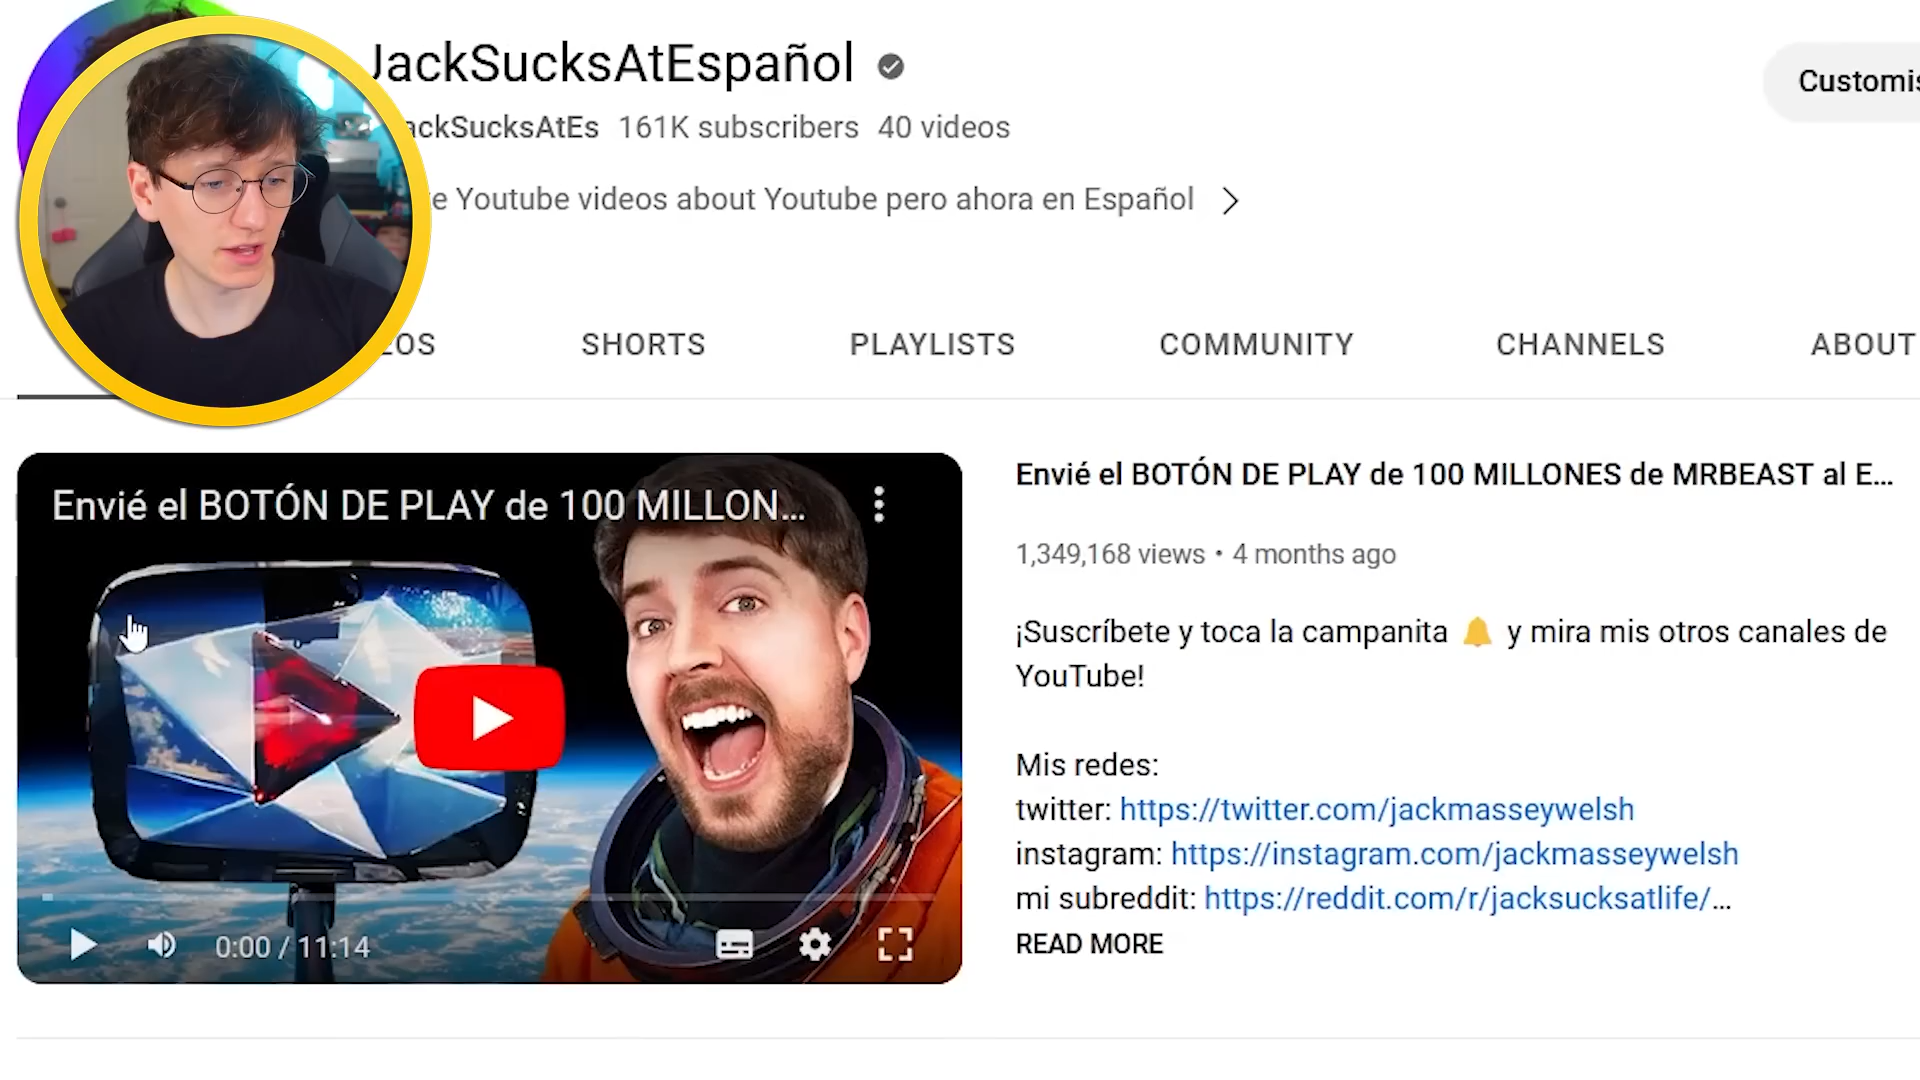 JackSucksAtEspañol
ackSucksAtEs 161K subscribers 40 videos
e Youtube videos about Youtube pero ahora en Español
Customis
EOS SHORTS PLAYLISTS COMMUNITY CHANNELS ABOUT
Envié el BOTÓN DE PLAY de 100 MILLON...
0:00 / 11:14
Envié el BOTÓN DE PLAY de 100 MILLONES de MRBEAST al E...
1,349,168 views • 4 months ago
¡Suscríbete y toca la campanita 🔔 y mira mis otros canales de
YouTube!
Mis redes:
twitter: https://twitter.com/jackmasseywelsh
instagram: https://instagram.com/jackmasseywelsh
mi subreddit: https://reddit.com/r/jacksucksatlife/...
READ MORE